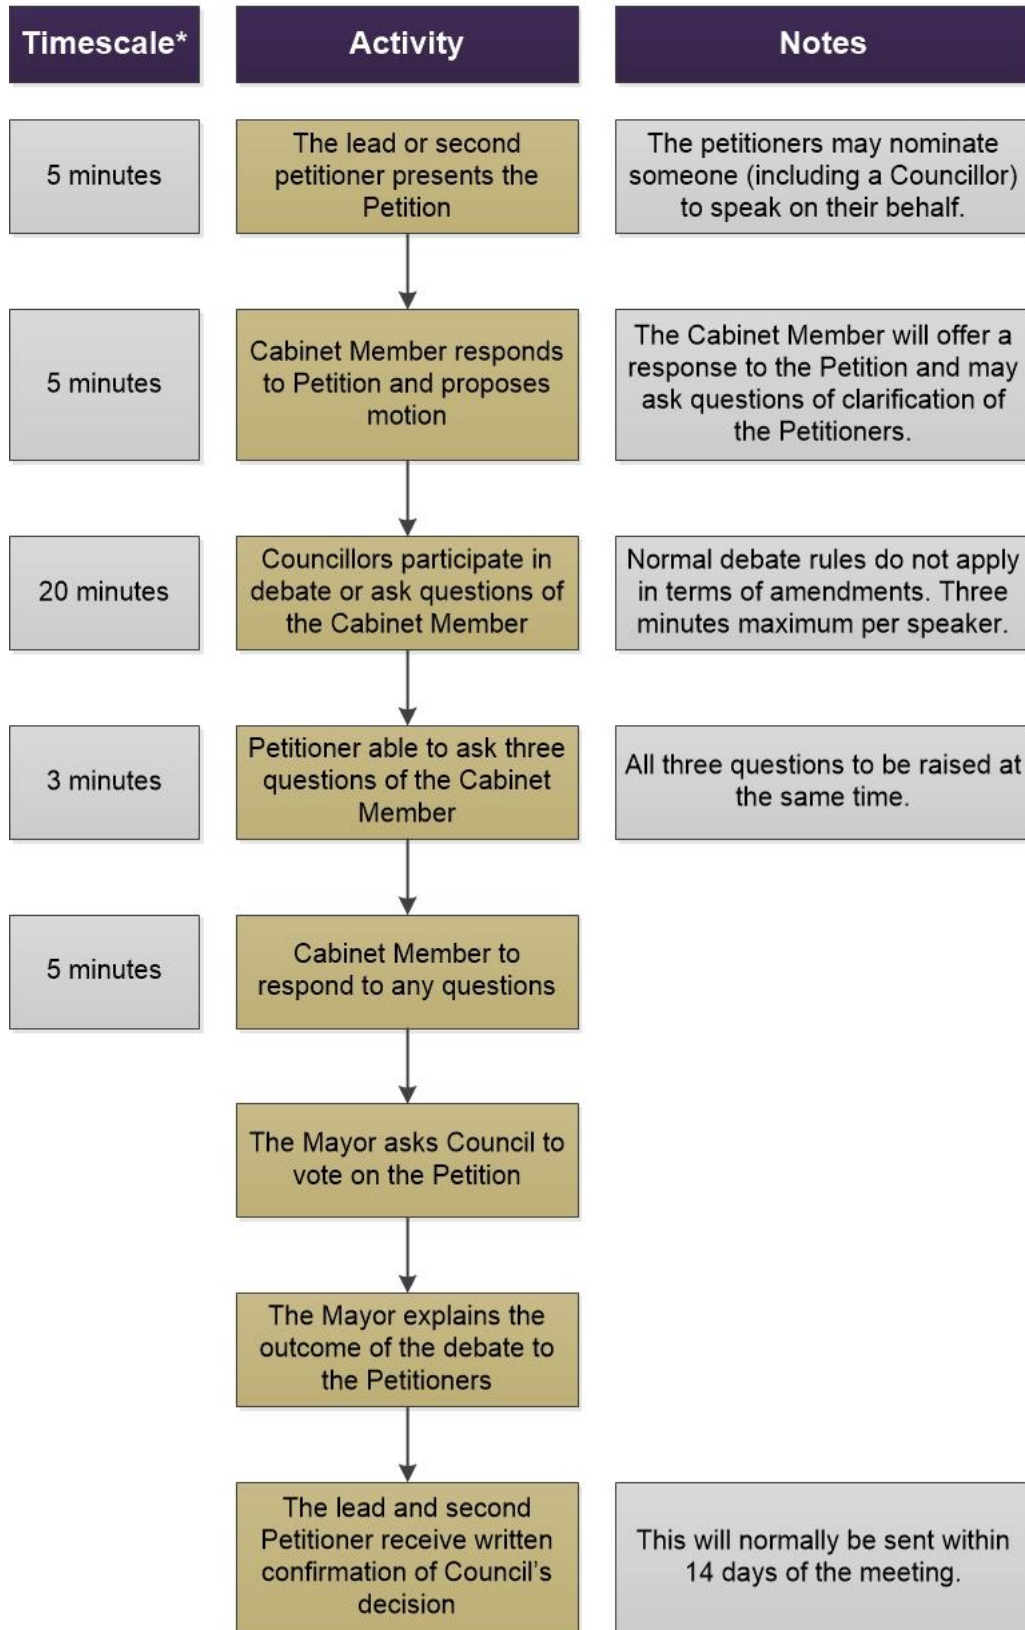 Timescale*
Activity
Notes
5 minutes
The lead or second
petitioner presents the
Petition
The petitioners may nominate
someone (including a Councillor)
to speak on their behalf.
5 minutes
Cabinet Member responds
to Petition and proposes
motion
The Cabinet Member will offer a
response to the Petition and may
ask questions of clarification of
the Petitioners.
20 minutes
Councillors participate in
debate or ask questions of
the Cabinet Member
Normal debate rules do not apply
in terms of amendments. Three
minutes maximum per speaker.
3 minutes
Petitioner able to ask three
questions of the Cabinet
Member
All three questions to be raised at
the same time.
5 minutes
Cabinet Member to
respond to any questions
The Mayor asks Council to
vote on the Petition
The Mayor explains the
outcome of the debate to
the Petitioners
The lead and second
Petitioner receive written
confirmation of Council's
decision
This will normally be sent within
14 days of the meeting.